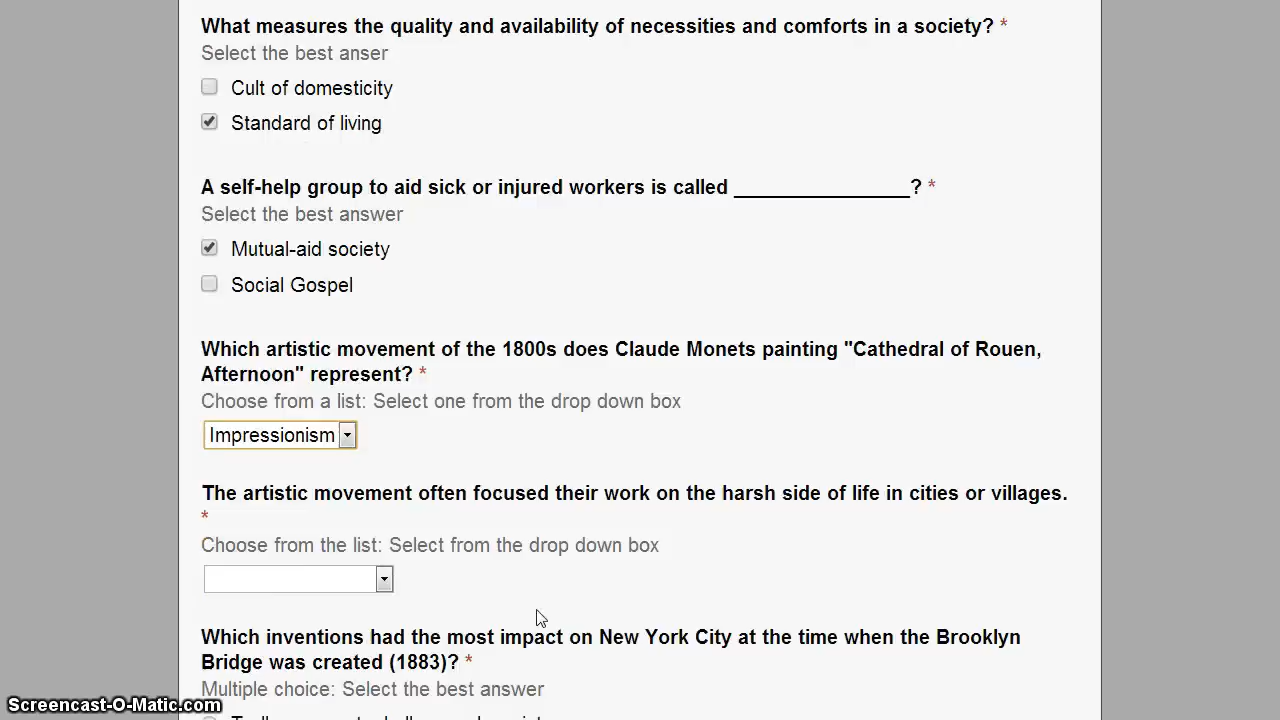 What measures the quality and availability of necessities and comforts in a society? *
Select the best anser
Cult of domesticity
Standard of living
A self-help group to aid sick or injured workers is called ________________? *
Select the best answer
Mutual-aid society
Social Gospel
Which artistic movement of the 1800s does Claude Monets painting "Cathedral of Rouen,
Afternoon" represent? *
Choose from a list: Select one from the drop down box
Impressionism
The artistic movement often focused their work on the harsh side of life in cities or villages.
*
Choose from the list: Select from the drop down box
Which inventions had the most impact on New York City at the time when the Brooklyn
Bridge was created (1883)? *
Multiple choice: Select the best answer
Screencast-O-Matic.com